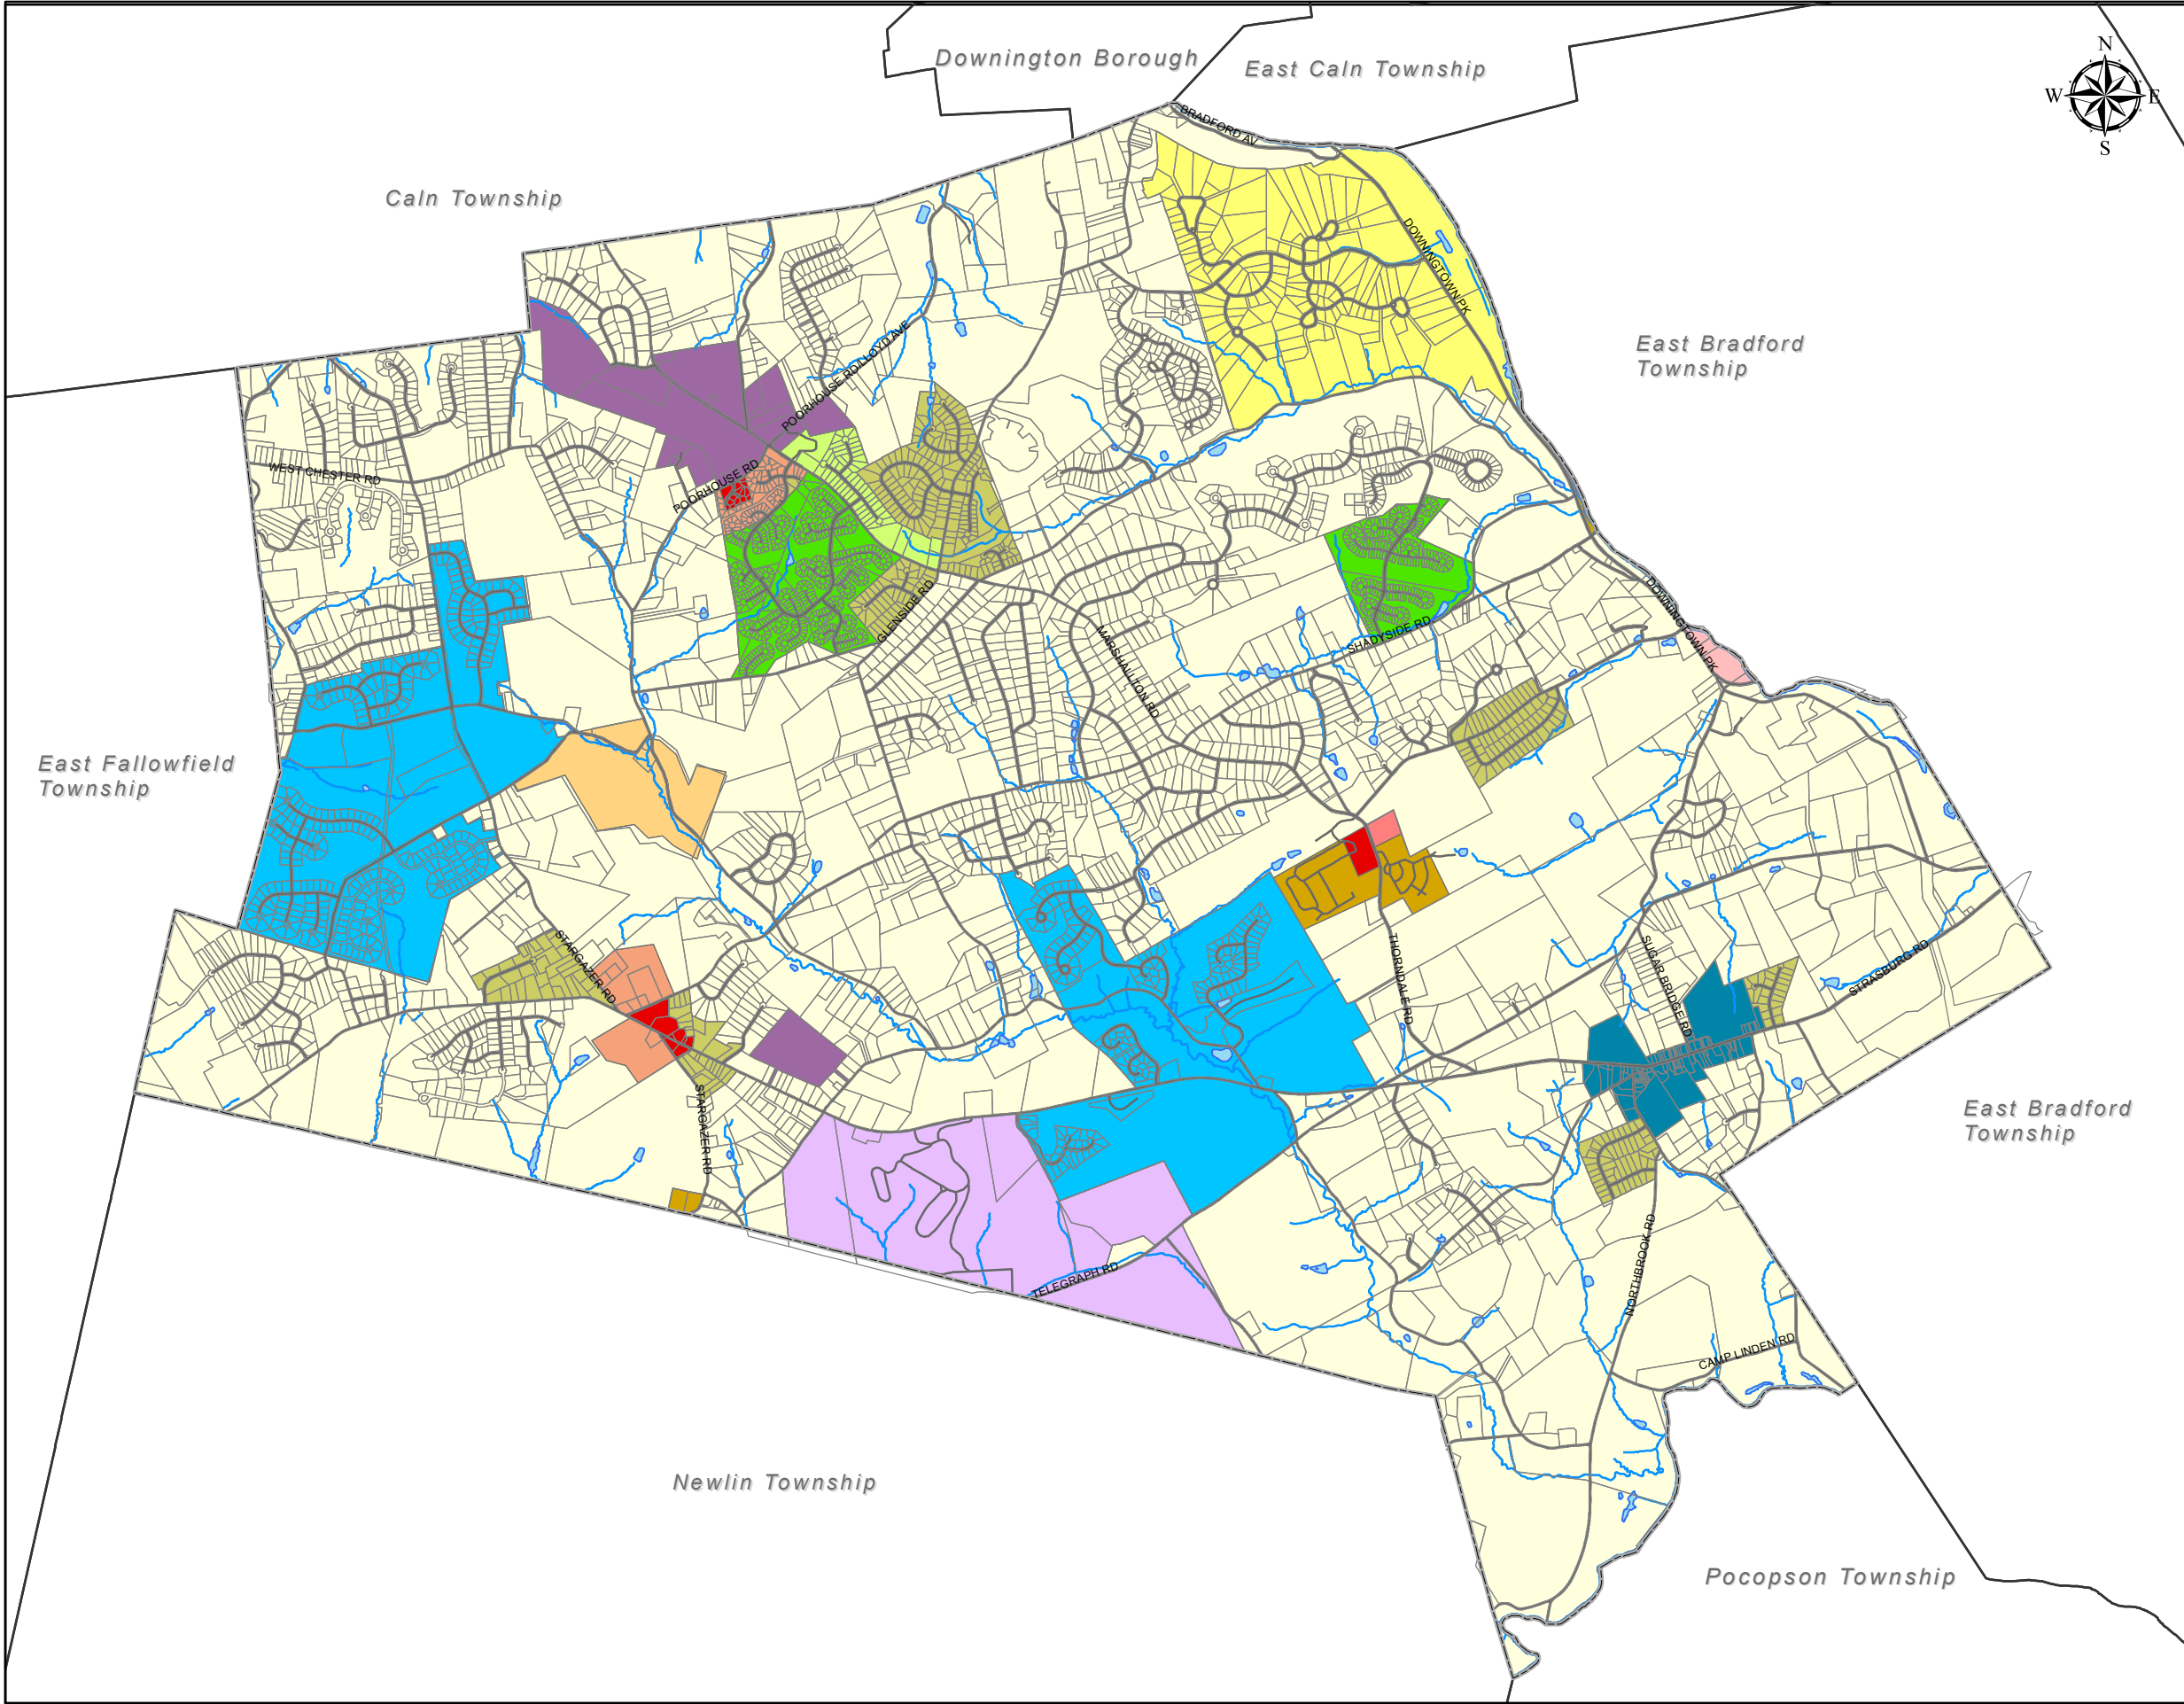 Downington Borough
East Caln Township
N
W E
S
BRADFORD AV
Caln Township
DOWNINGTOWN PK
East Bradford
Township
POORHOUSE RD/LLOYD AVE
WEST CHESTER RD
POORHOUSE RD
GLENSIDE RD
MARSHALLTON RD
SHADYSIDE RD
DOWNINGTOWN PK
East Fallowfield
Township
STARGAZER RD
THORNDALE RD
SUGAR BRIDGE RD
STRASBURG RD
STARGAZER RD
East Bradford
Township
TELEGRAPH RD
NORTHBROOK RD
CAMP LINDEN RD
Newlin Township
Pocopson Township